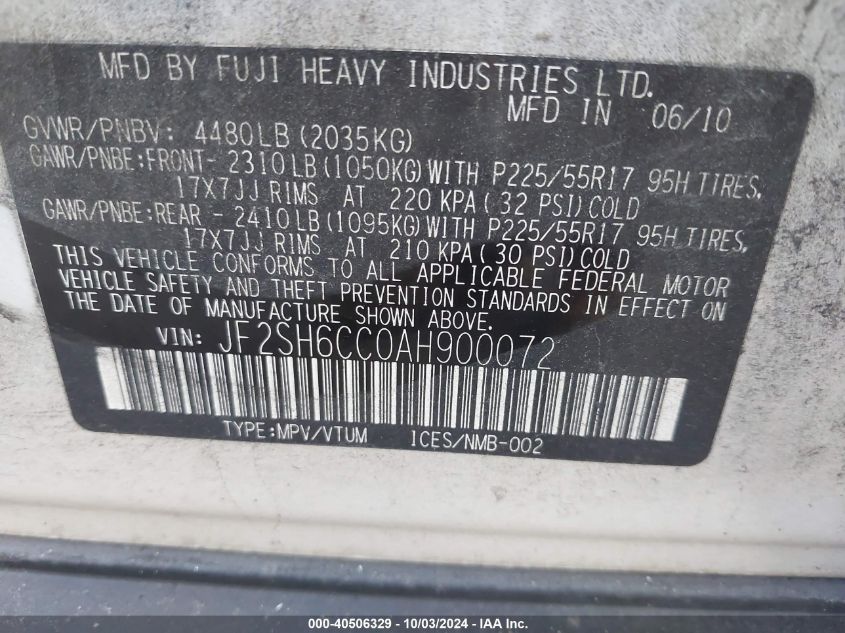 MFD BY FUJI HEAVY INDUSTRIES LTD.
MFD IN 06/10
GVWR/PNBV: 4480LB(2035KG)
GAWR/PNBE:FRONT- 2310LB(1050KG)WITH P225/55R17 95H TIRES,
17X7JJ RIMS AT 220 KPA(32 PSI)COLD
GAWR/PNBE:REAR - 2410LB(1095KG)WITH P225/55R17 95H TIRES,
17X7JJ RIMS AT 210 KPA(30 PSI)COLD
THIS VEHICLE CONFORMS TO ALL APPLICABLE FEDERAL MOTOR
VEHICLE SAFETY AND THEFT PREVENTION STANDARDS IN EFFECT ON
THE DATE OF MANUFACTURE SHOWN ABOVE.
VIN: JF2SH6CC0AH900072
TYPE:MPV/VTUM ICES/NMB-002
000-40506329 - 10/03/2024 - IAA Inc.